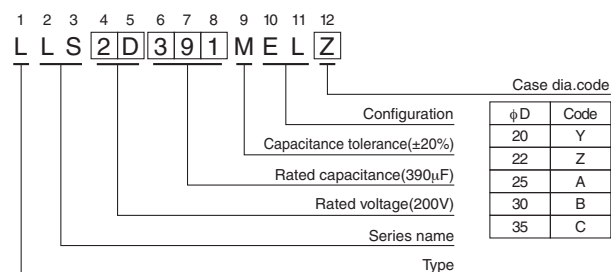 1 2 3 4 5 6 7 8 9 10 11 12
L L S 2 D 3 9 1 M E L Z
Case dia.code
Configuration
Capacitance tolerance(±20%)
Rated capacitance(390μF)
Rated voltage(200V)
Series name
Type
φD Code
20 Y
22 Z
25 A
30 B
35 C